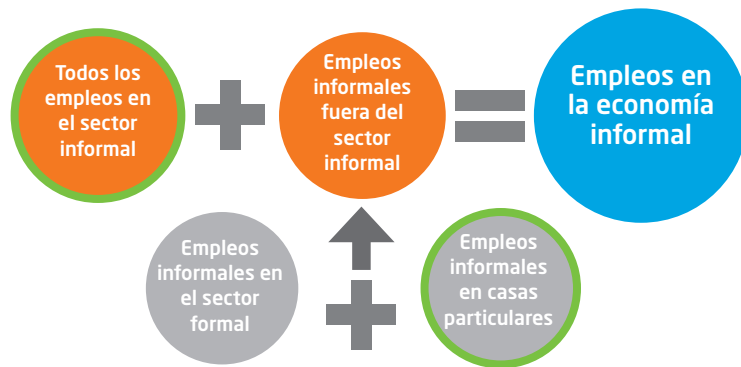 Todos los
empleos en
el sector
informal
Empleos
informales
fuera del
sector
informal
Empleos en
la economía
informal
Empleos
informales en
el sector
formal
Empleos
informales
en casas
particulares